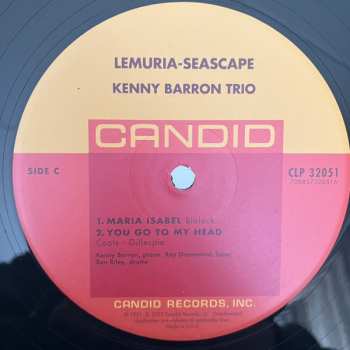 LEMURIA-SEASCAPE
KENNY BARRON TRIO
CANDID
SIDE C
CLP 32051
1. MARIA ISABEL
2. YOU GO TO MY HEAD
Coots - Gillespie
Kenny Barron, piano; Ray Drummond, bass;
Ben Riley, drums
CANDID RECORDS, INC.